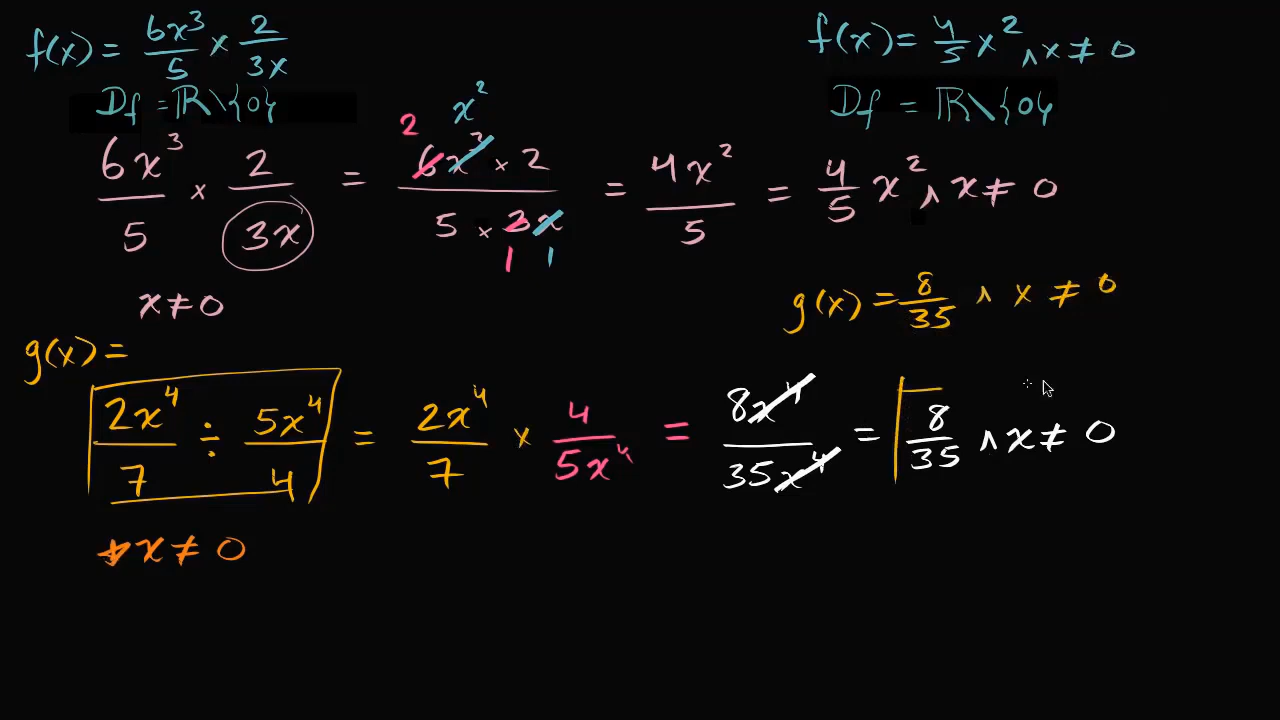 f(x) = 6x³/5 × 2/3x
Df = ℝ\{0}
f(x) = 4/5 x² ∧ x ≠ 0
Df = ℝ\{0}
6x³/5 × 2/3x = 6x³ × 2 / 5 × 3x = 4x²/5 = 4/5 x² ∧ x ≠ 0
2 x²
1 1
x ≠ 0
g(x) = 8/35 ∧ x ≠ 0
g(x) =
2x⁴/7 ÷ 5x⁴/4 = 2x⁴/7 × 4/5x⁴ = 8x⁴/35x⁴ = 8/35 ∧ x ≠ 0
x ≠ 0